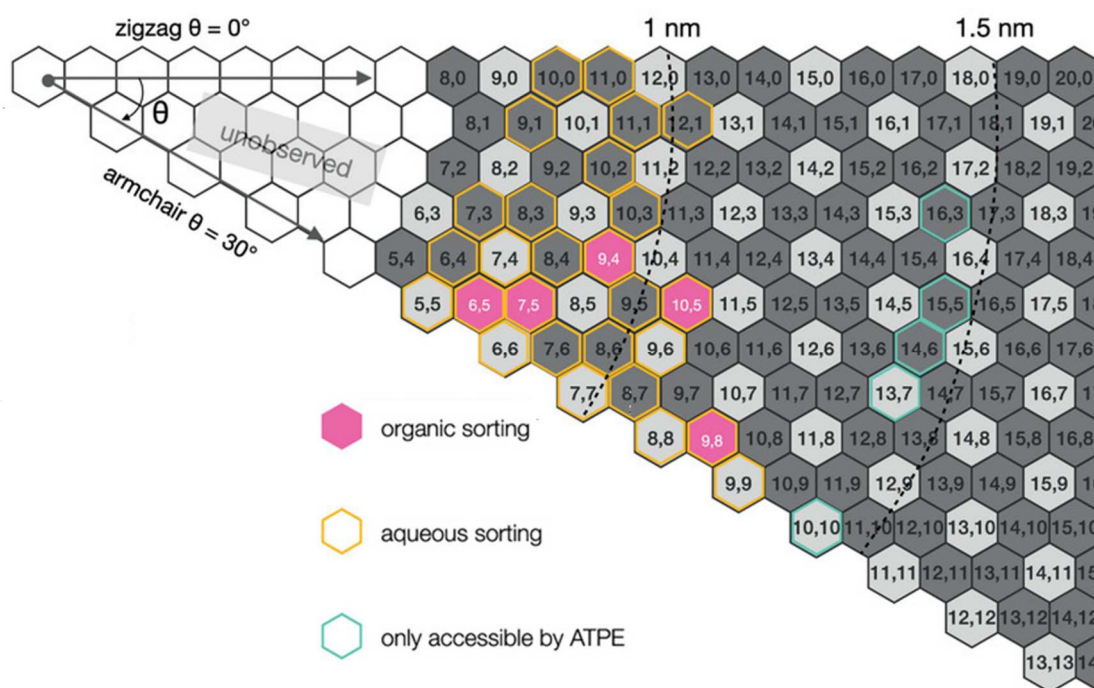 zigzag θ = 0°
1 nm
1.5 nm
8,0 9,0 10,0 11,0 12,0 13,0 14,0 15,0 16,0 17,0 18,0 19,0 20,0
θ
8,1 9,1 10,1 11,1 12,1 13,1 14,1 15,1 16,1 17,1 18,1 19,1
unobserved
7,2 8,2 9,2 10,2 11,2 12,2 13,2 14,2 15,2 16,2 17,2 18,2 19,2
armchair θ = 30°
6,3 7,3 8,3 9,3 10,3 11,3 12,3 13,3 14,3 15,3 16,3 17,3 18,3
5,4 6,4 7,4 8,4 9,4 10,4 11,4 12,4 13,4 14,4 15,4 16,4 17,4 18,4
5,5 6,5 7,5 8,5 9,5 10,5 11,5 12,5 13,5 14,5 15,5 16,5 17,5
6,6 7,6 8,6 9,6 10,6 11,6 12,6 13,6 14,6 15,6 16,6 17,6
7,7 8,7 9,7 10,7 11,7 12,7 13,7 14,7 15,7 16,7
8,8 9,8 10,8 11,8 12,8 13,8 14,8 15,8 16,8
9,9 10,9 11,9 12,9 13,9 14,9 15,9
10,10 11,10 12,10 13,10 14,10 15,10
11,11 12,11 13,11 14,11
12,12 13,12 14,12
13,13
organic sorting
aqueous sorting
only accessible by ATPE